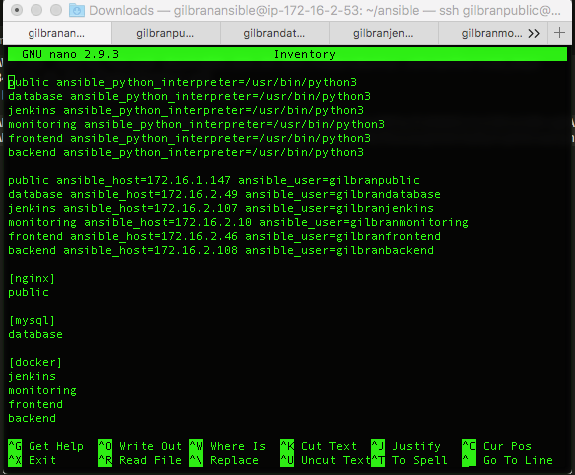 Downloads — gilbranansible@ip-172-16-2-53: ~/ansible — ssh gilbranpublic@...
gilbranan... gilbranpu... gilbrandat... gilbranjen... gilbranmo... >> +
GNU nano 2.9.3 Inventory
public ansible_python_interpreter=/usr/bin/python3
database ansible_python_interpreter=/usr/bin/python3
jenkins ansible_python_interpreter=/usr/bin/python3
monitoring ansible_python_interpreter=/usr/bin/python3
frontend ansible_python_interpreter=/usr/bin/python3
backend ansible_python_interpreter=/usr/bin/python3
public ansible_host=172.16.1.147 ansible_user=gilbranpublic
database ansible_host=172.16.2.49 ansible_user=gilbrandatabase
jenkins ansible_host=172.16.2.107 ansible_user=gilbranjenkins
monitoring ansible_host=172.16.2.10 ansible_user=gilbranmonitoring
frontend ansible_host=172.16.2.46 ansible_user=gilbranfrontend
backend ansible_host=172.16.2.108 ansible_user=gilbranbackend
[nginx]
public
[mysql]
database
[docker]
jenkins
monitoring
frontend
backend
^G Get Help ^O Write Out ^W Where Is ^K Cut Text ^J Justify ^C Cur Pos
^X Exit ^R Read File ^\ Replace ^U Uncut Text ^T To Spell ^_ Go To Line